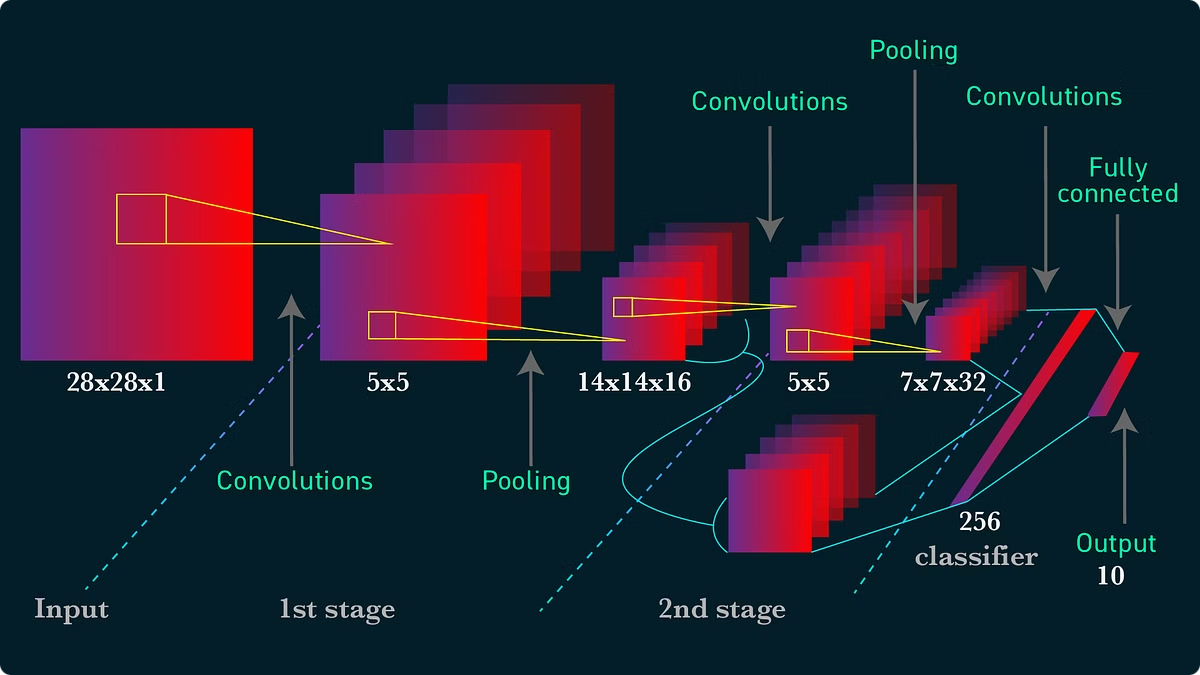 Pooling
Convolutions
Convolutions
Fully
connected
28x28x1
5x5
14x14x16
5x5
7x7x32
Convolutions
Pooling
256
classifier
Output
10
Input
1st stage
2nd stage